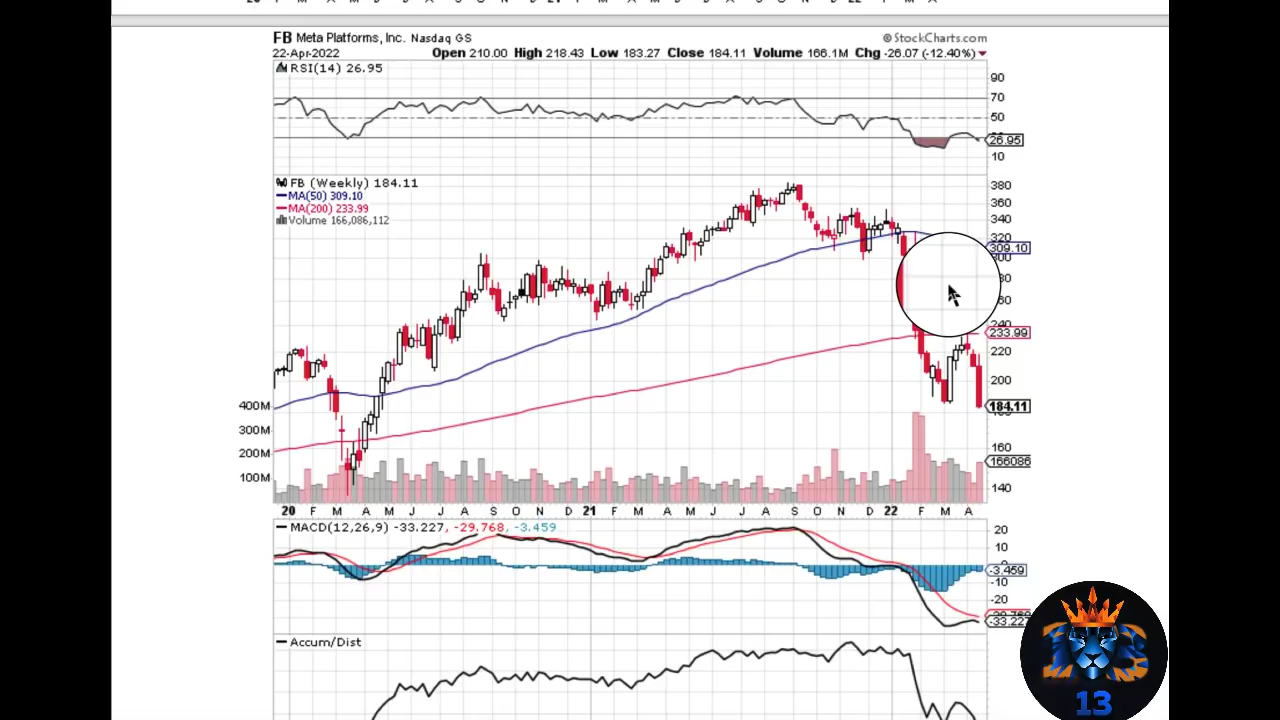 FB Meta Platforms, Inc. Nasdaq GS
© StockCharts.com
22-Apr-2022
Open 210.00 High 218.43 Low 183.27 Close 184.11 Volume 166.1M Chg -26.07 (-12.40%)
RSI(14) 26.95
90
70
50
26.95
10
FB (Weekly) 184.11
MA(50) 309.10
MA(200) 233.99
Volume 166,086,112
380
360
340
320
309.10
240
233.99
220
200
184.11
160
140
400M
300M
200M
100M
20 F M A M J J A S O N D 21 F M A M J J A S O N D 22 F M A
MACD(12,26,9) -33.227, -29.768, -3.459
20
10
-3.459
-10
-20
-33.227
Accum/Dist
13